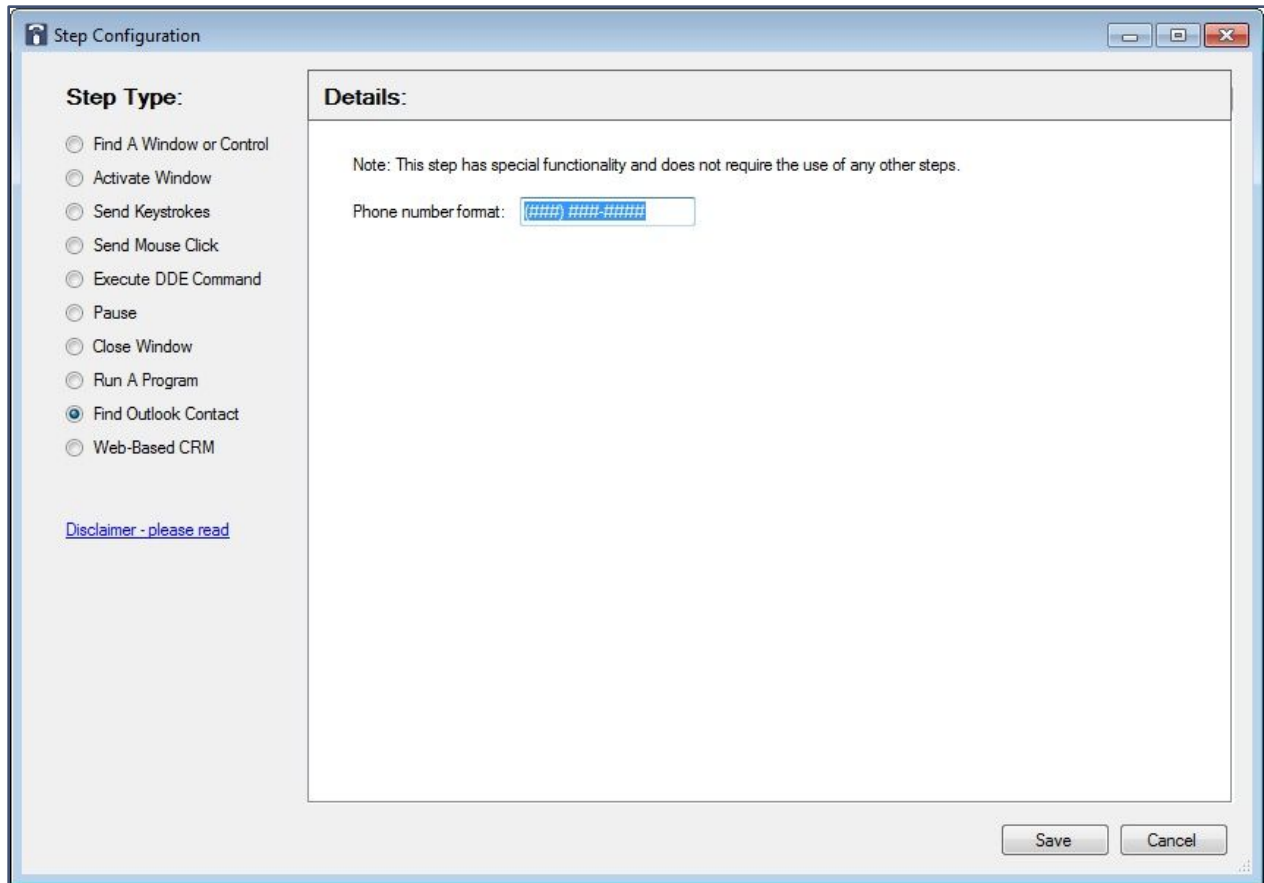 Step Configuration
Step Type:
Find A Window or Control
Activate Window
Send Keystrokes
Send Mouse Click
Execute DDE Command
Pause
Close Window
Run A Program
Find Outlook Contact
Web-Based CRM
Disclaimer - please read
Details:
Note: This step has special functionality and does not require the use of any other steps.
Phone number format: (###) ###-####
Save Cancel